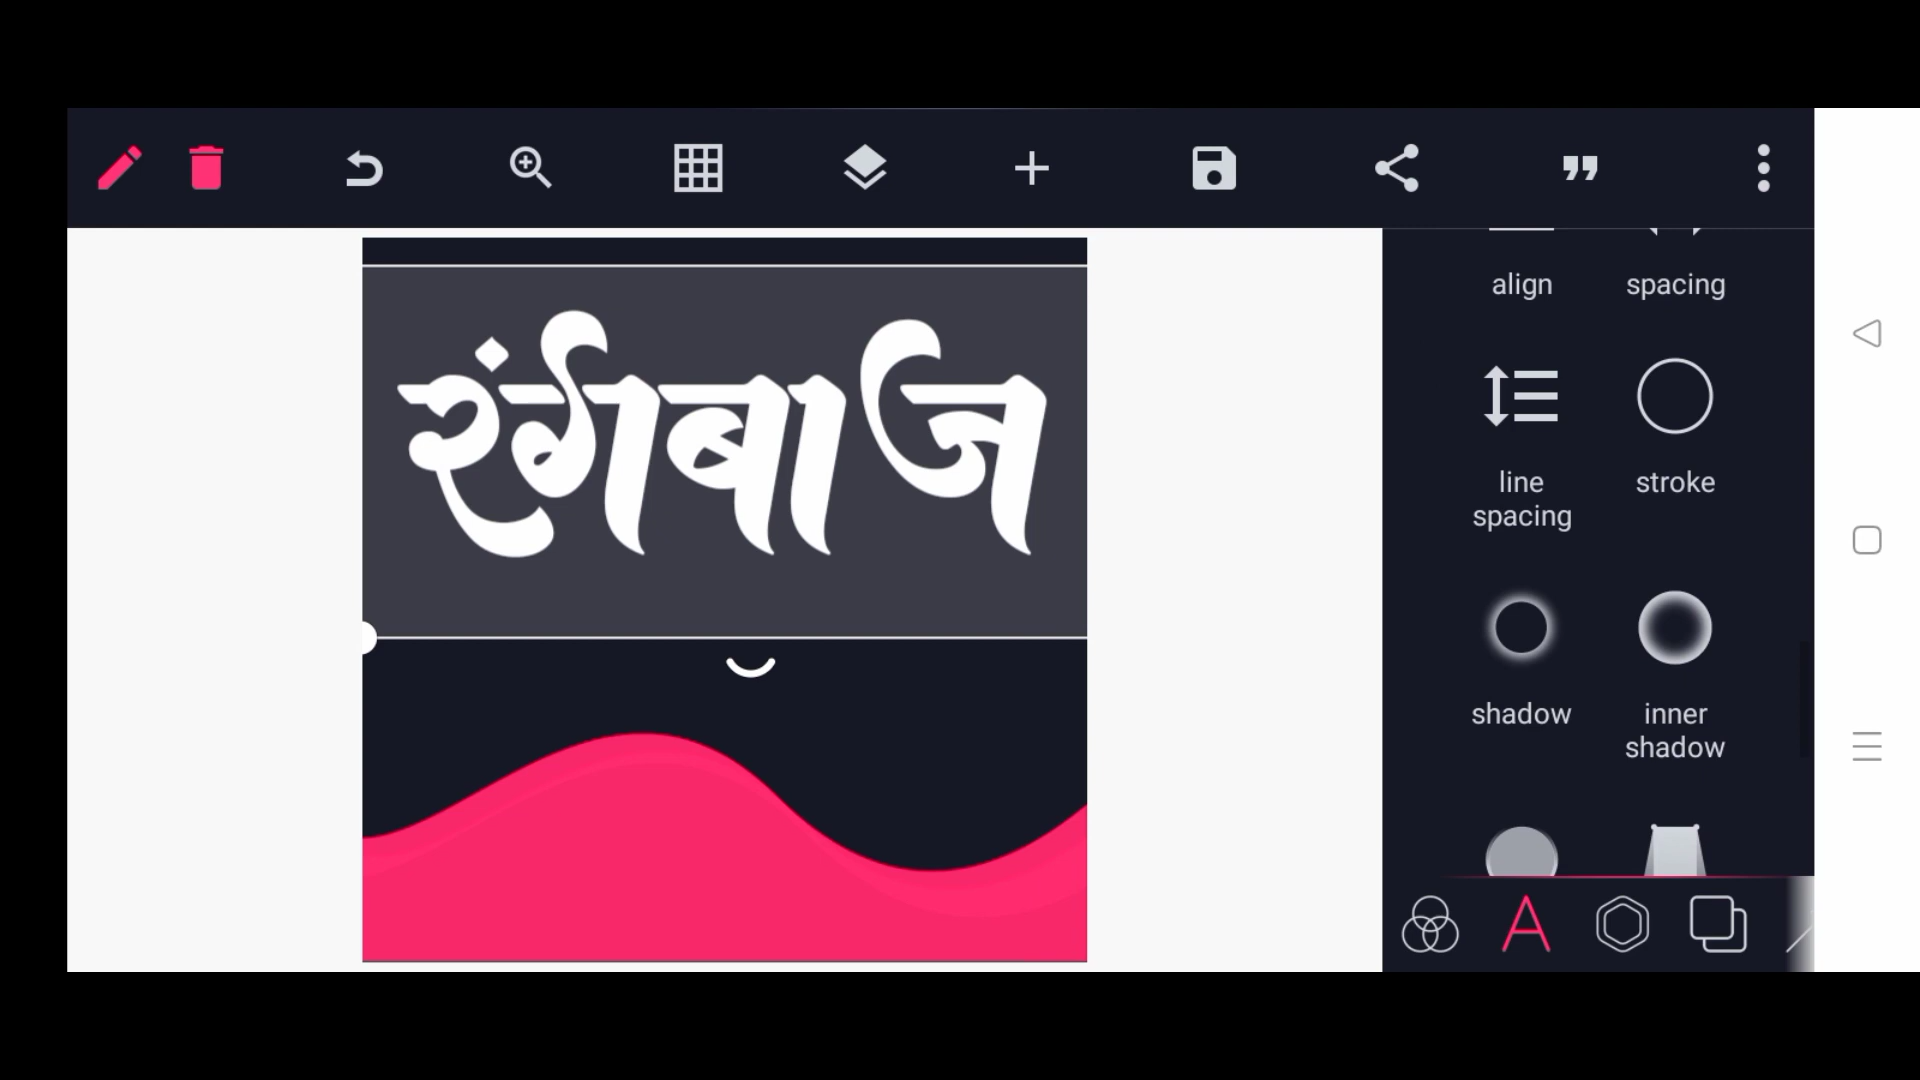 रंगबाज
align
spacing
line
spacing
stroke
shadow
inner
shadow